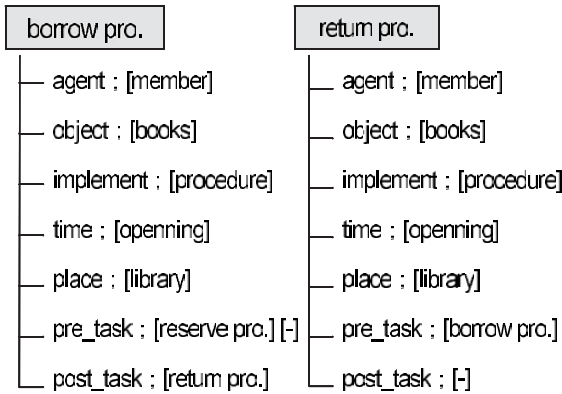 borrow pro.
agent ; [member]
object ; [books]
implement ; [procedure]
time ; [openning]
place ; [library]
pre_task ; [reserve pro.] [-]
post_task ; [return pro.]
return pro.
agent ; [member]
object ; [books]
implement ; [procedure]
time ; [openning]
place ; [library]
pre_task ; [borrow pro.]
post_task ; [-]